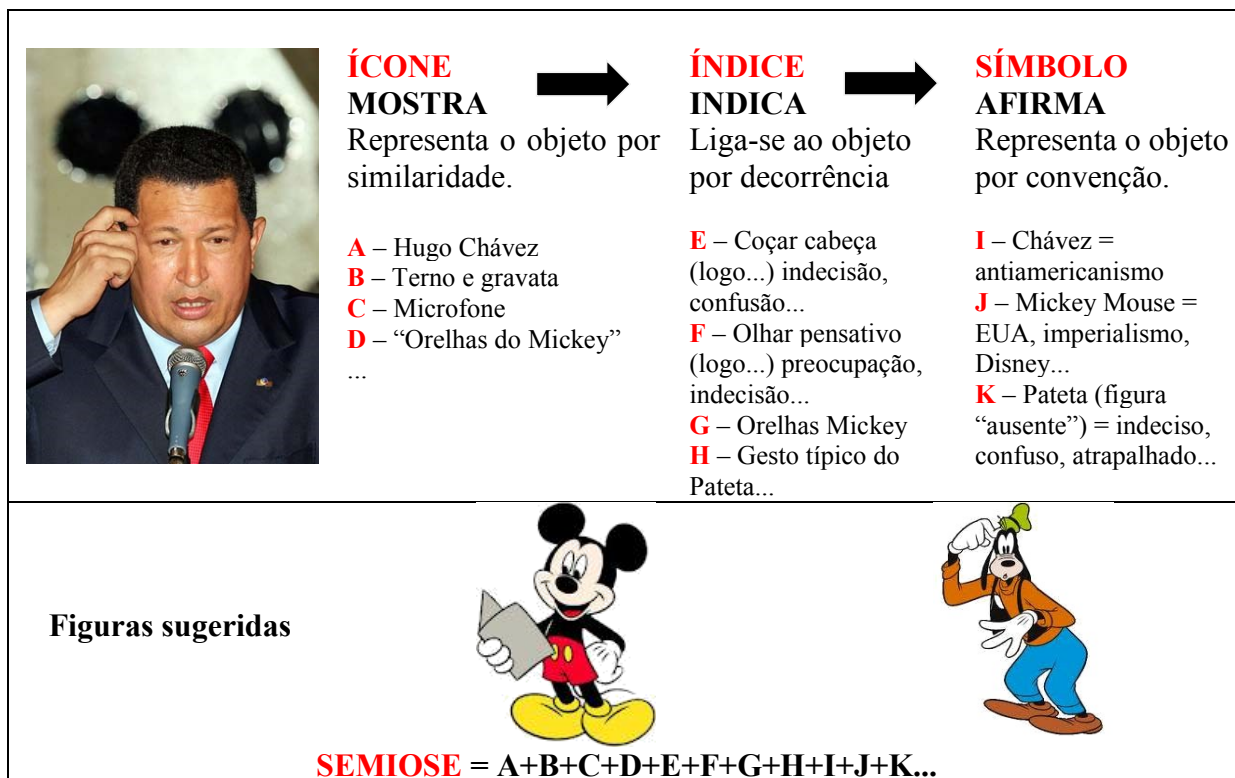 ÍCONE
MOSTRA
Representa o objeto por
similaridade.
A – Hugo Chávez
B – Terno e gravata
C – Microfone
D – “Orelhas do Mickey”
...
ÍNDICE
INDICA
Liga-se ao objeto
por decorrência
E – Coçar cabeça
(logo...) indecisão,
confusão...
F – Olhar pensativo
(logo...) preocupação,
indecisão...
G – Orelhas Mickey
H – Gesto típico do
Pateta...
SÍMBOLO
AFIRMA
Representa o objeto
por convenção.
I – Chávez =
antiamericanismo
J – Mickey Mouse =
EUA, imperialismo,
Disney...
K – Pateta (figura
“ausente”) = indeciso,
confuso, atrapalhado...
Figuras sugeridas
SEMIOSE = A+B+C+D+E+F+G+H+I+J+K...